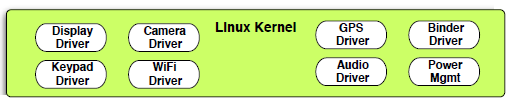 Linux Kernel
Display
Driver
Camera
Driver
GPS
Driver
Binder
Driver
Keypad
Driver
WiFi
Driver
Audio
Driver
Power
Mgmt